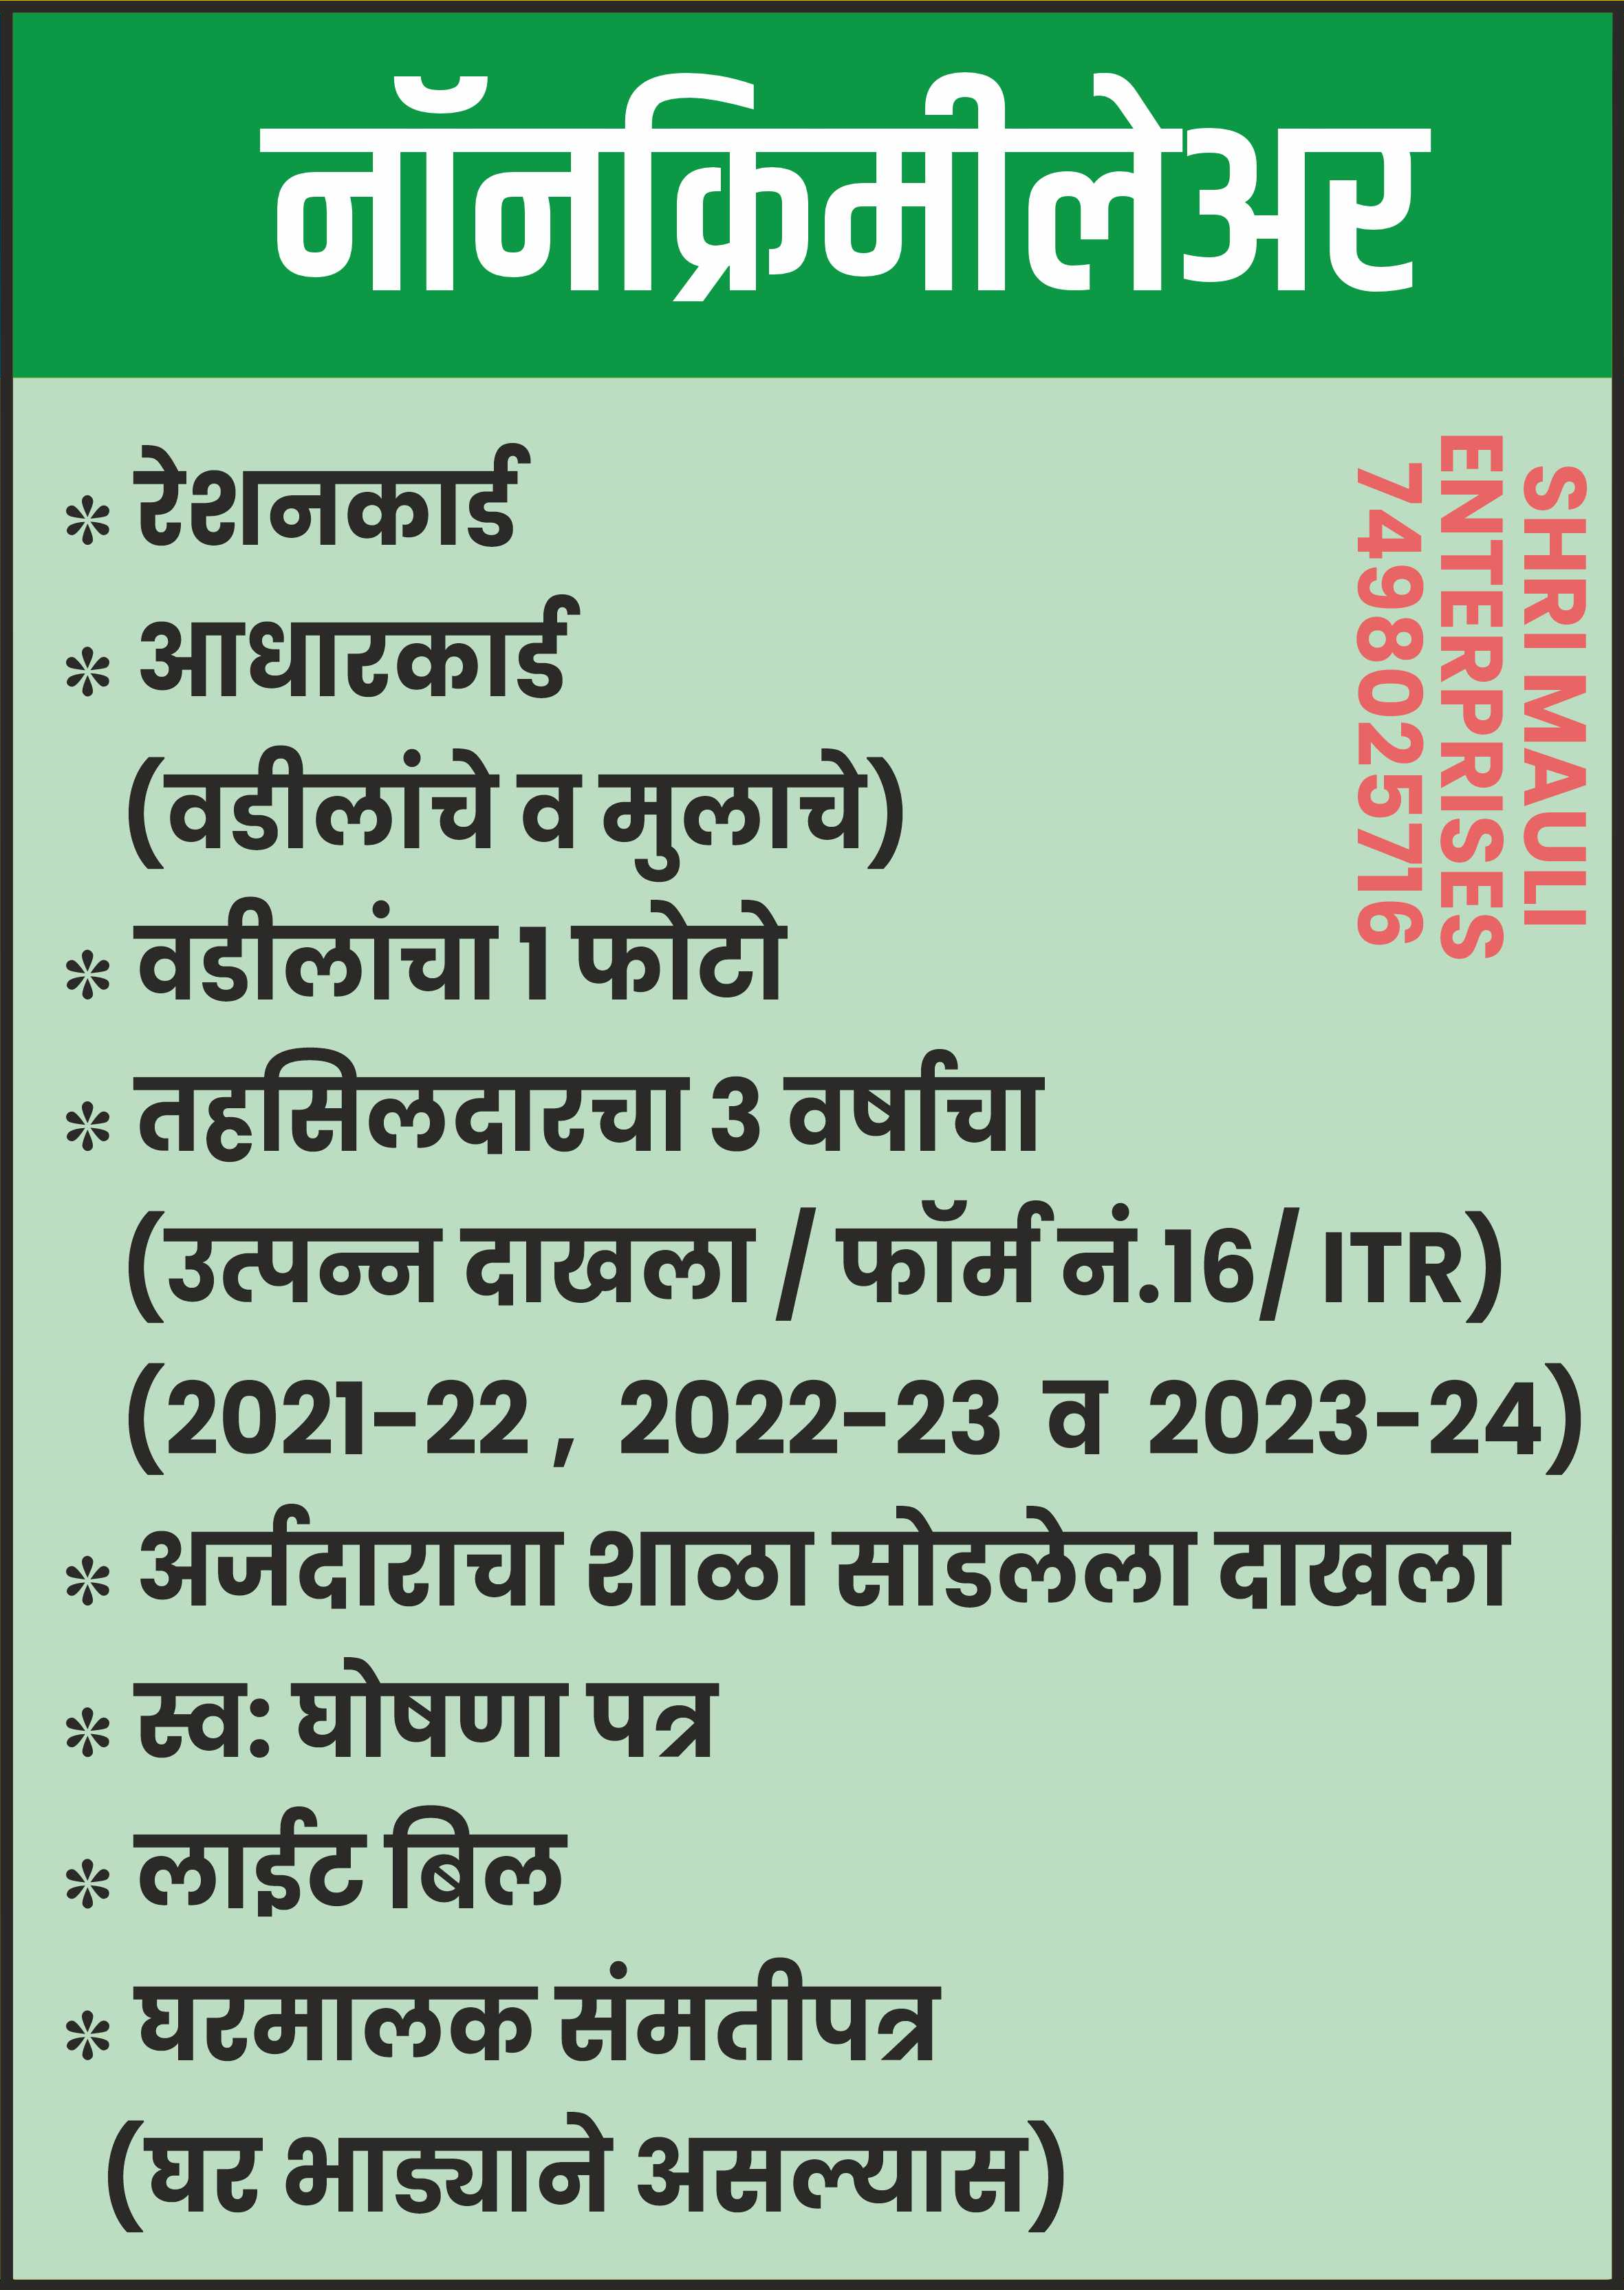 नॉनक्रिमीलेअर
* रेशनकार्ड
* आधारकार्ड
(वडीलांचे व मुलाचे)
* वडीलांचा 1 फोटो
* तहसिलदारचा 3 वर्षाचा
(उत्पन्न दाखला / फॉर्म नं.16/ ITR)
(2021-22 , 2022-23 व 2023-24)
* अर्जदाराचा शाळा सोडलेला दाखला
* स्व: घोषणा पत्र
* लाईट बिल
* घरमालक संमतीपत्र
(घर भाड्याने असल्यास)
SHRI MAULI
ENTERPRISES
7498025716